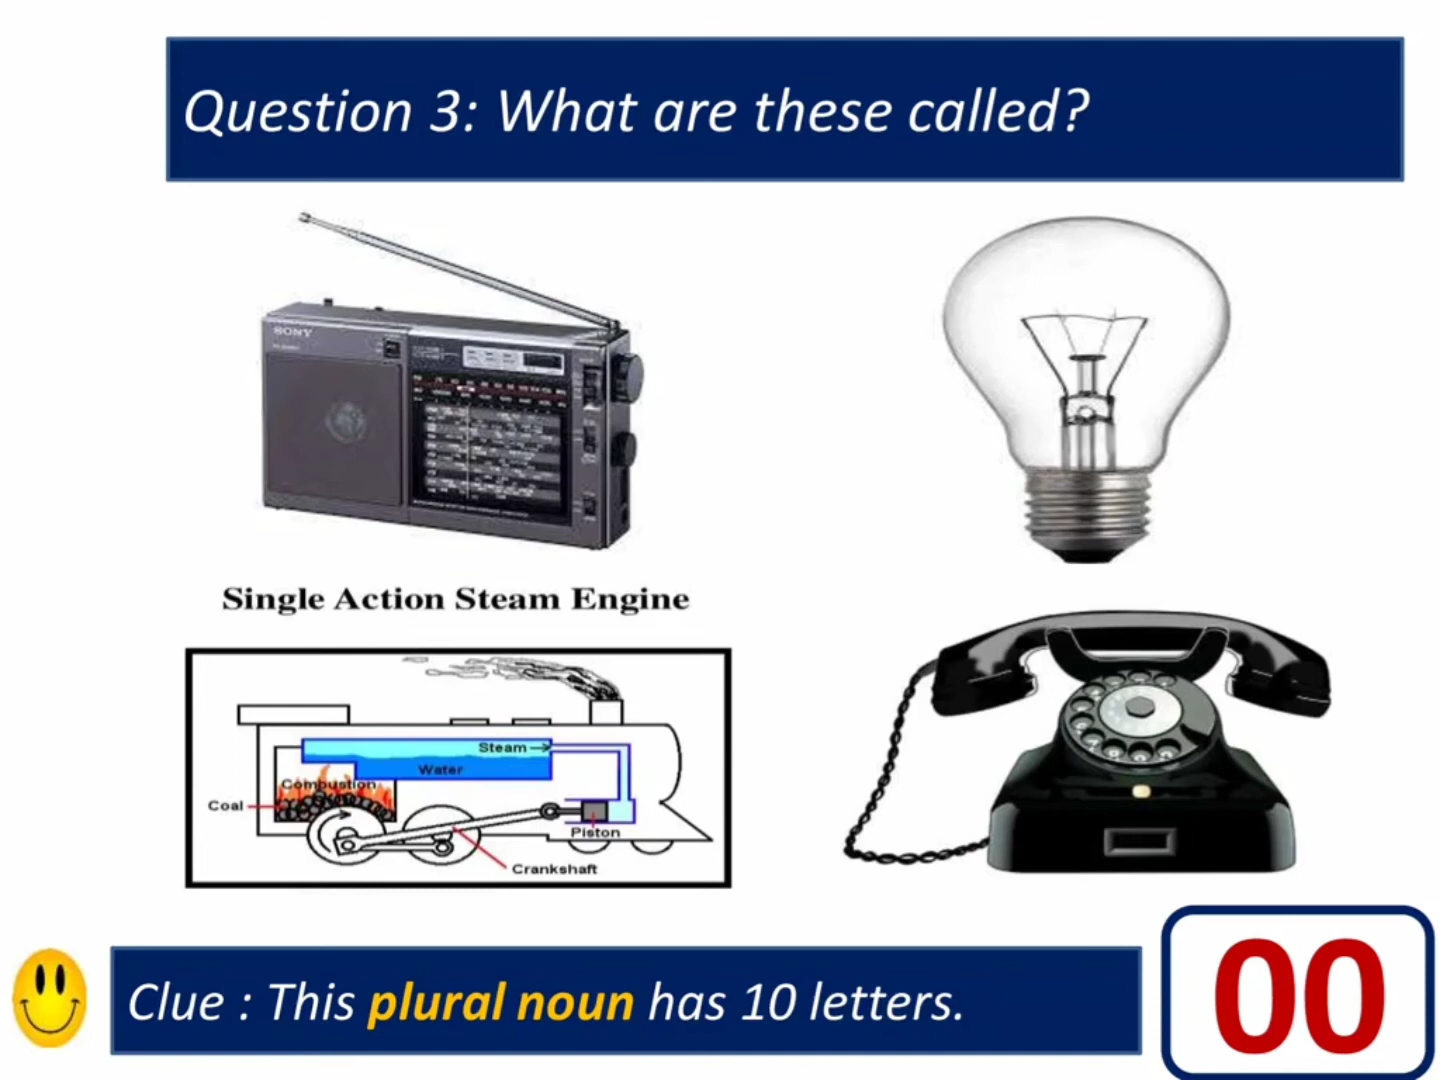 Question 3: What are these called?
SONY
Single Action Steam Engine
Steam
Water
Combustion
Coal
Piston
Crankshaft
Clue : This plural noun has 10 letters.
00